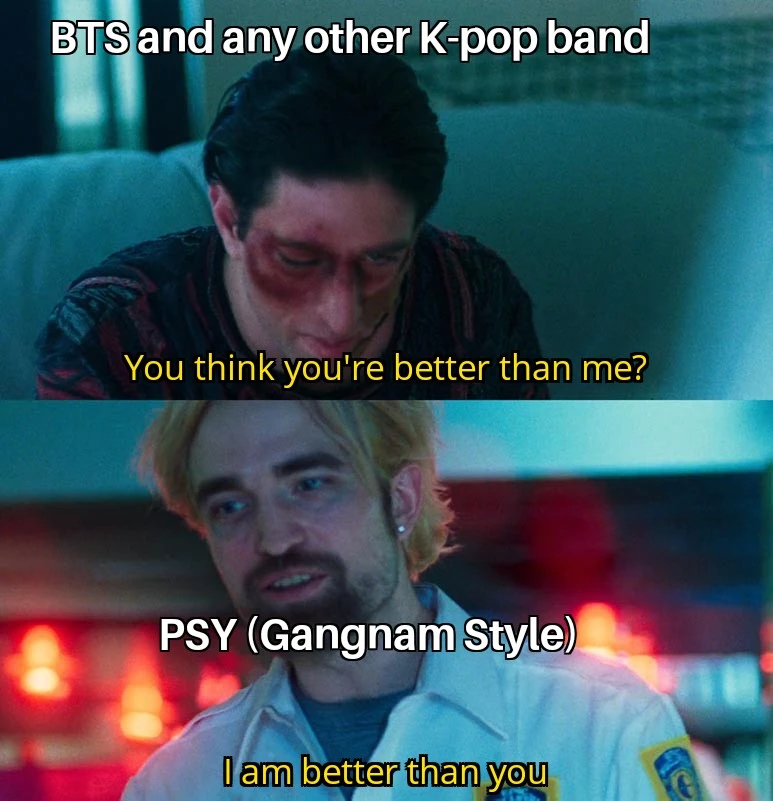 BTS and any other K-pop band
You think you're better than me?
PSY (Gangnam Style)
I am better than you